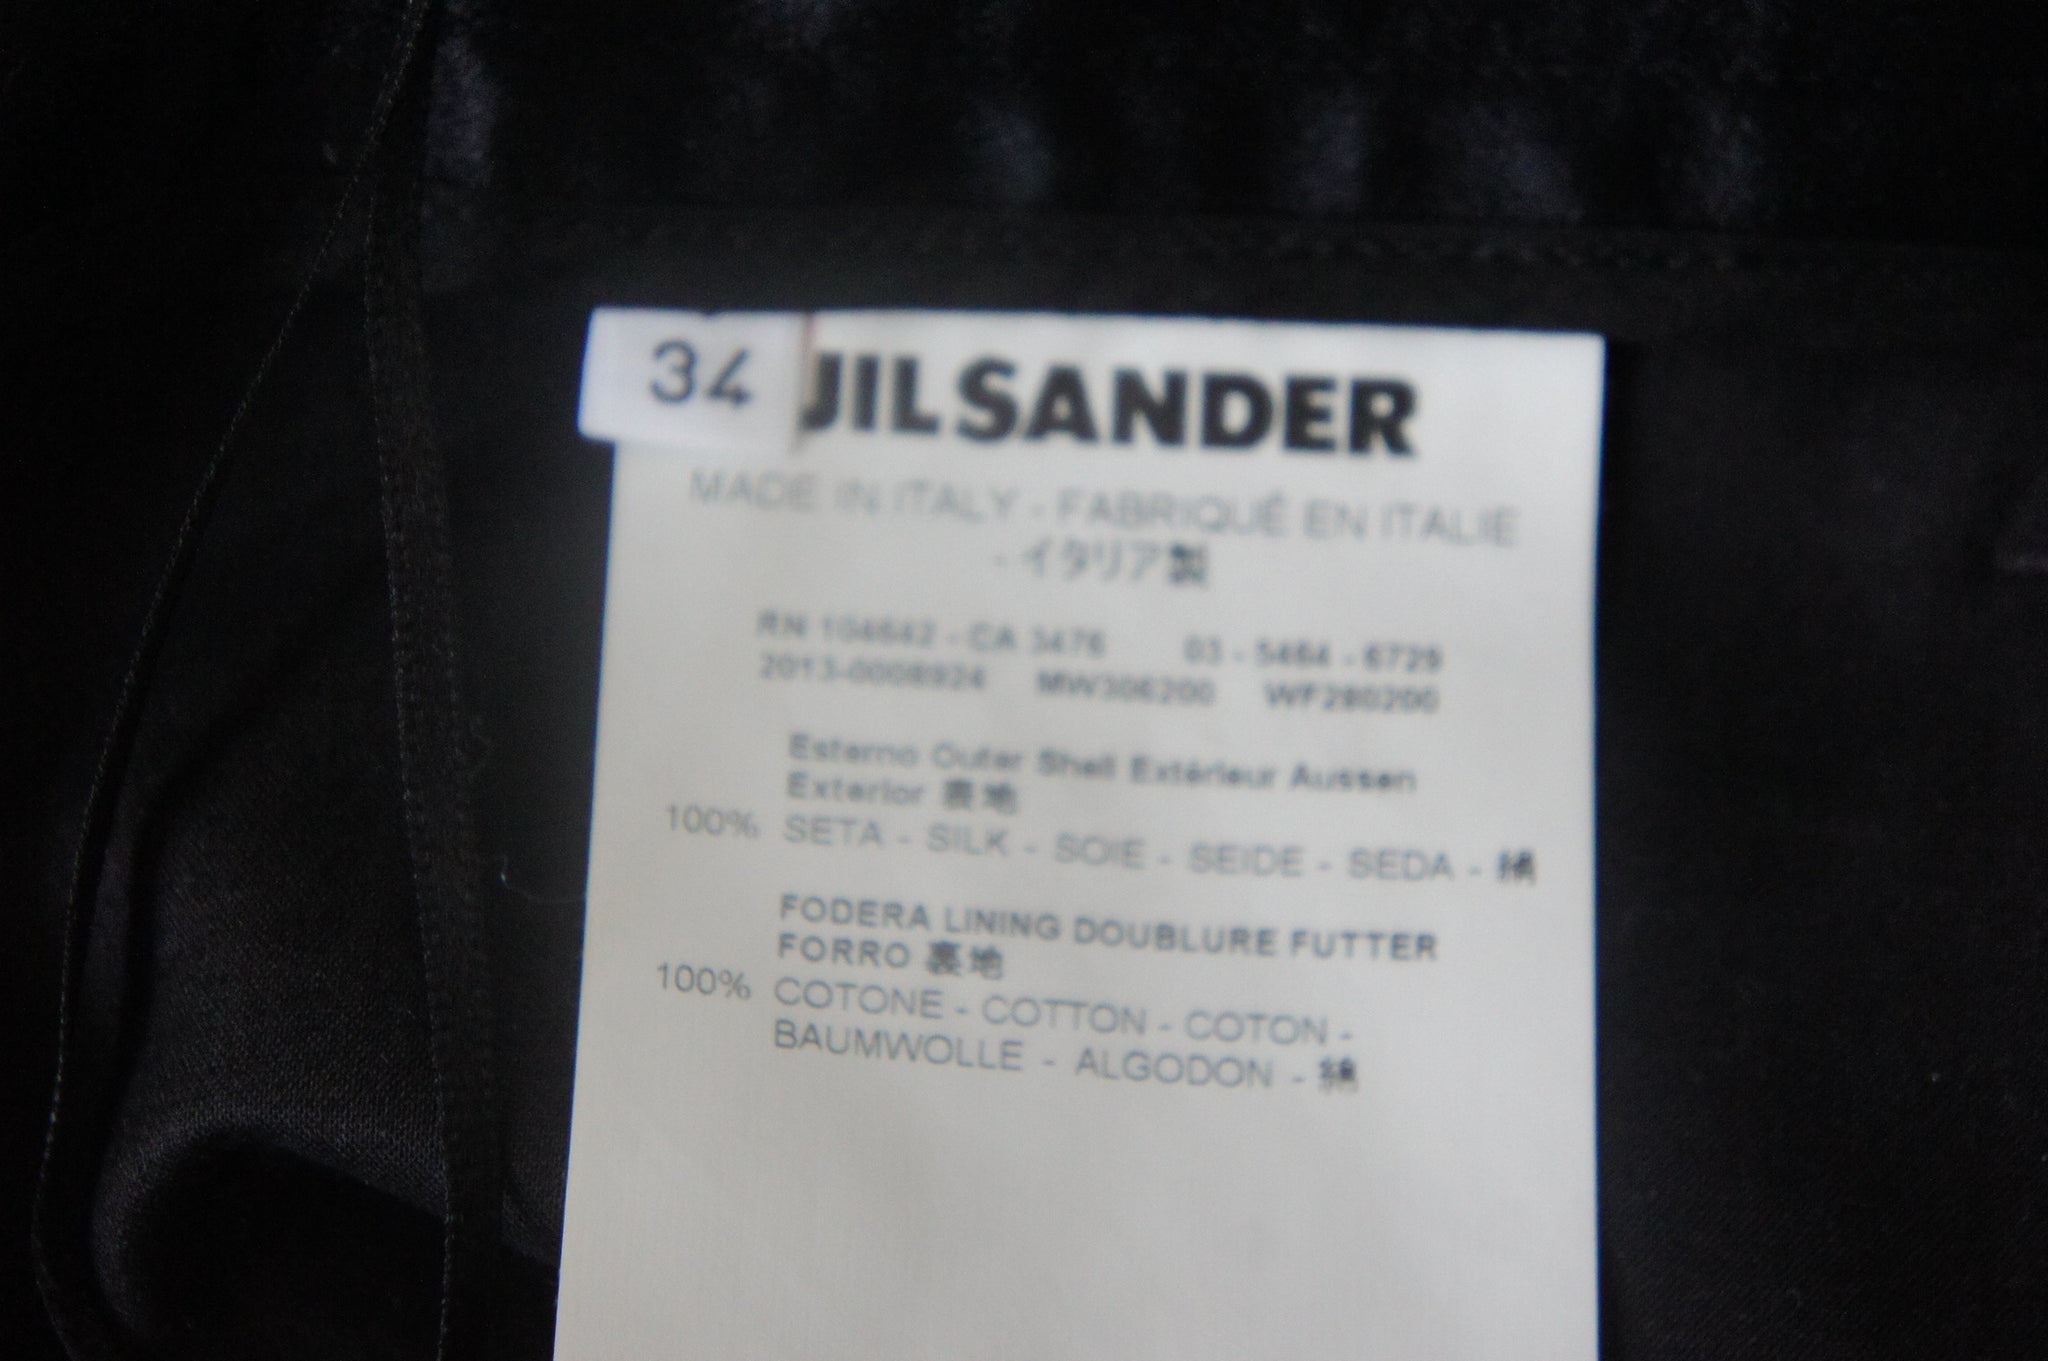 34
JIL SANDER
MADE IN ITALY - FABRIQUÉ EN ITALIE
- イタリア製
RN 104642 - CA 3476 03 - 5464 - 6729
2013-0006924 MW306200 WF280200
Esterno Outer Shell Extérieur Aussen
Exterior 表地
100% SETA - SILK - SOIE - SEIDE - SEDA - 絹
FODERA LINING DOUBLURE FUTTER
FORRO 裏地
100% COTONE - COTTON - COTON -
BAUMWOLLE - ALGODON - 綿